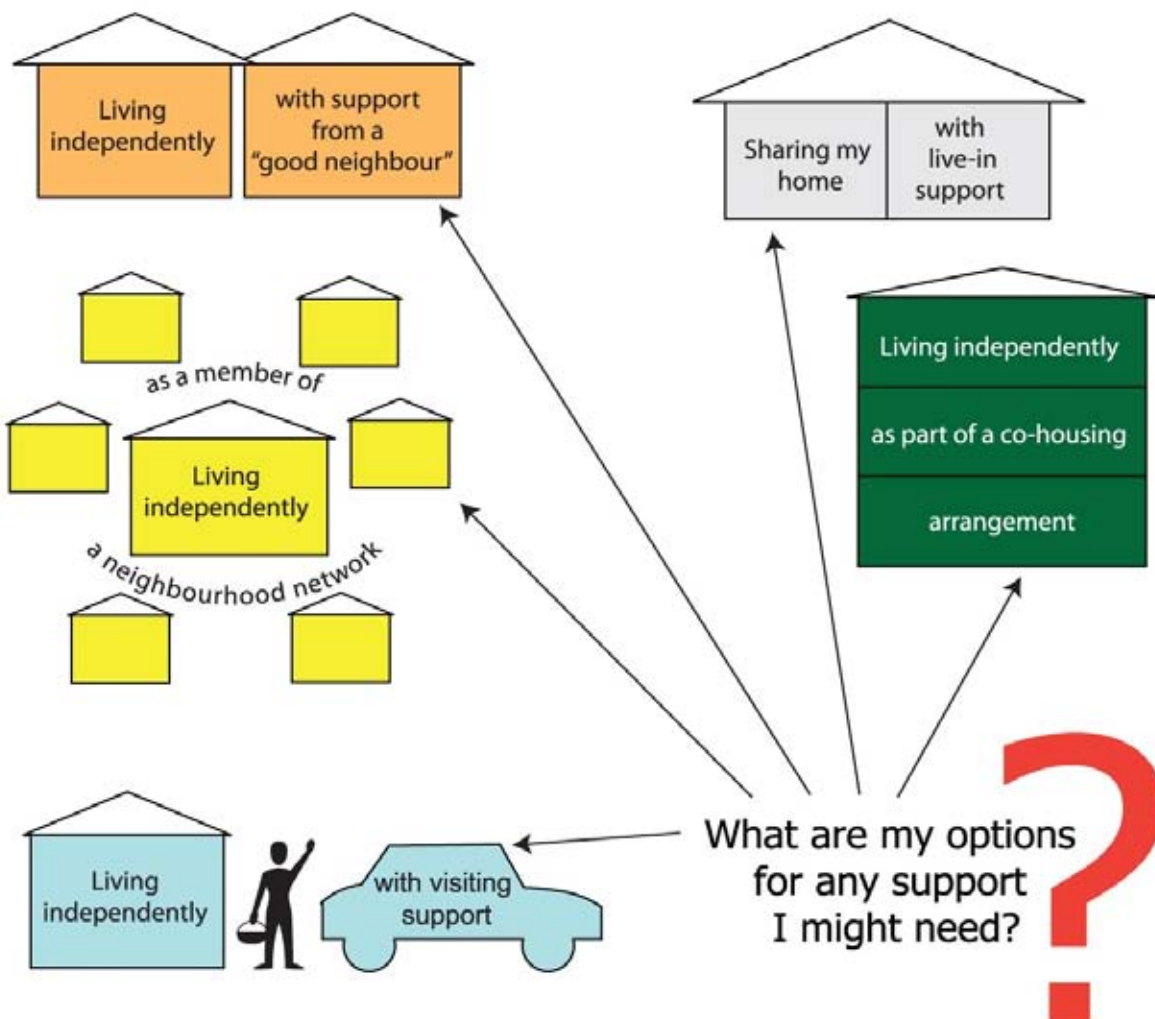 Living
independently
with support
from a
"good neighbour"
Sharing my
home
with
live-in
support
Living independently
as part of a co-housing
arrangement
as a member of
Living
independently
a neighbourhood network
Living
independently
with visiting
support
What are my options
for any support
I might need?
?